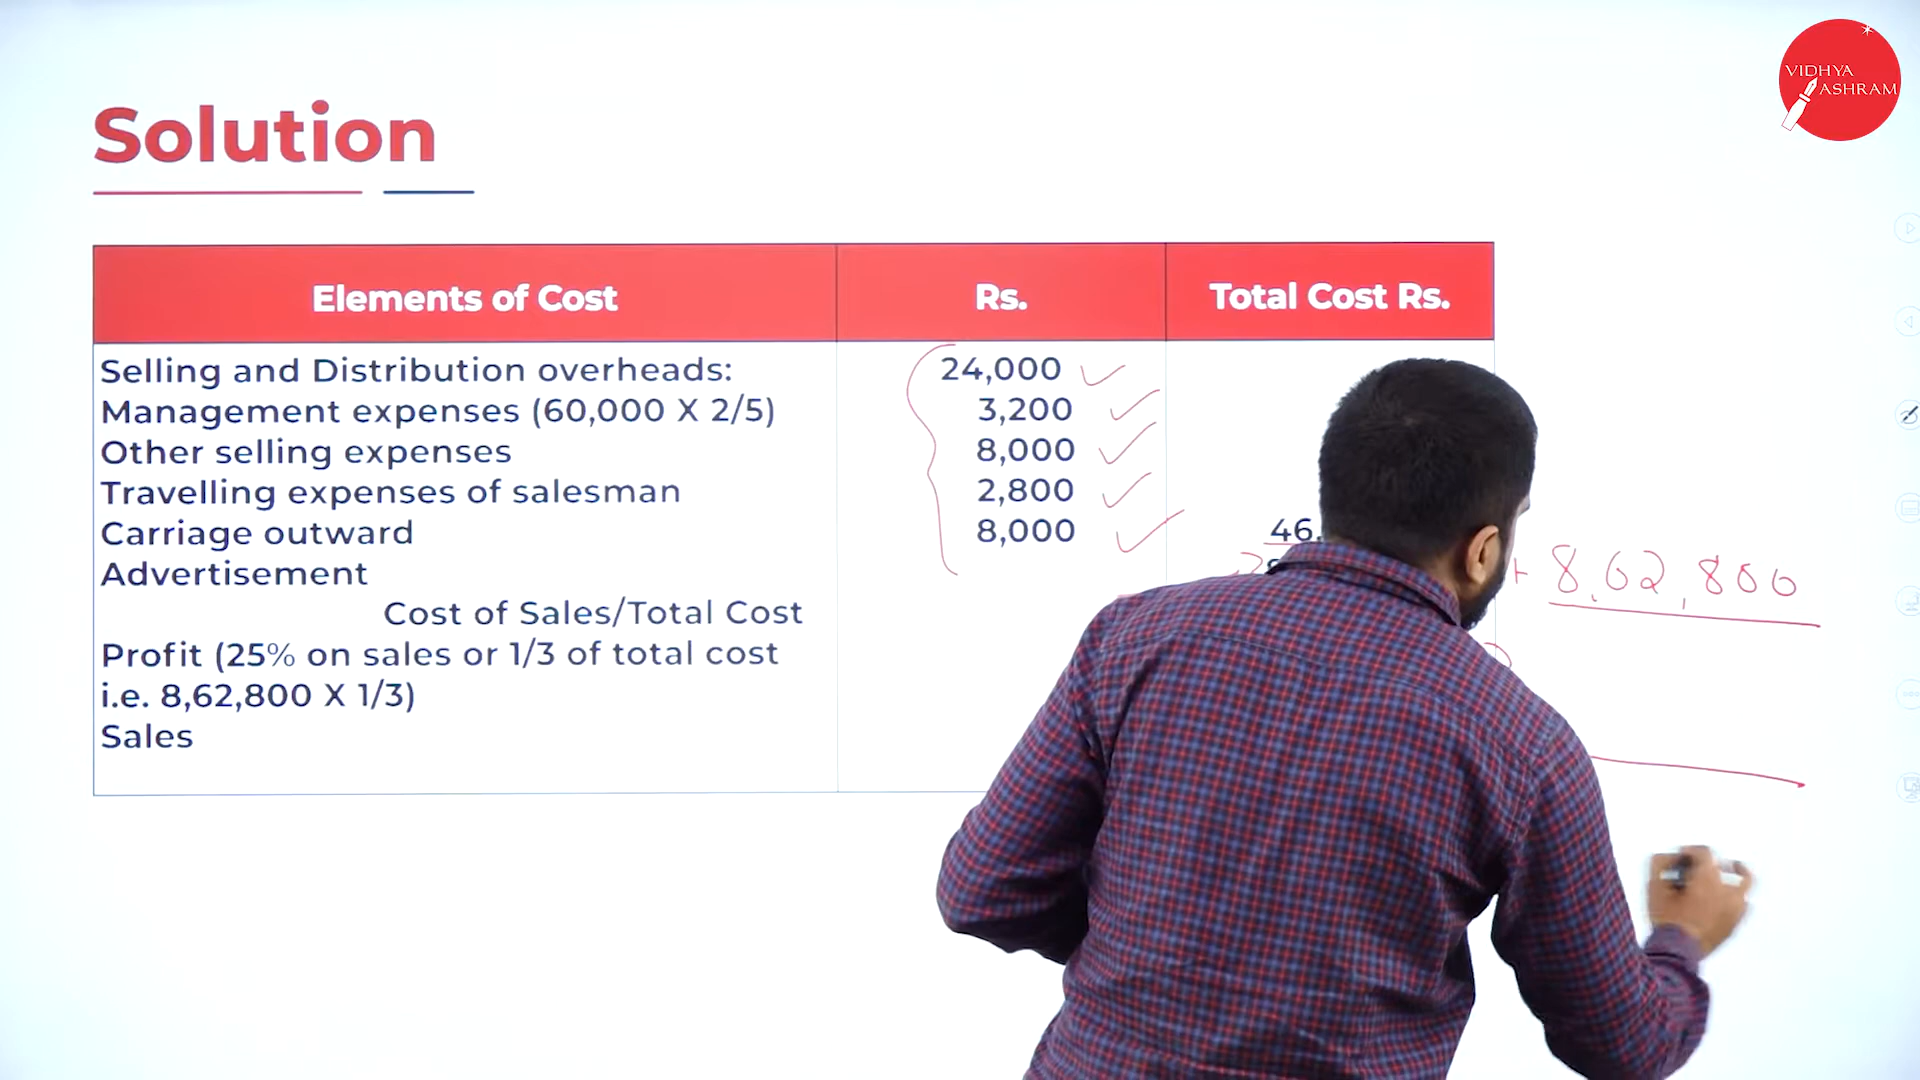 VIDHYA
ASHRAM
Solution
Elements of Cost Rs. Total Cost Rs.
Selling and Distribution overheads: 24,000
Management expenses (60,000 X 2/5) 3,200
Other selling expenses 8,000
Travelling expenses of salesman 2,800
Carriage outward 8,000 46,
Advertisement
+ 8,62,800
Cost of Sales/Total Cost
Profit (25% on sales or 1/3 of total cost
i.e. 8,62,800 X 1/3)
Sales